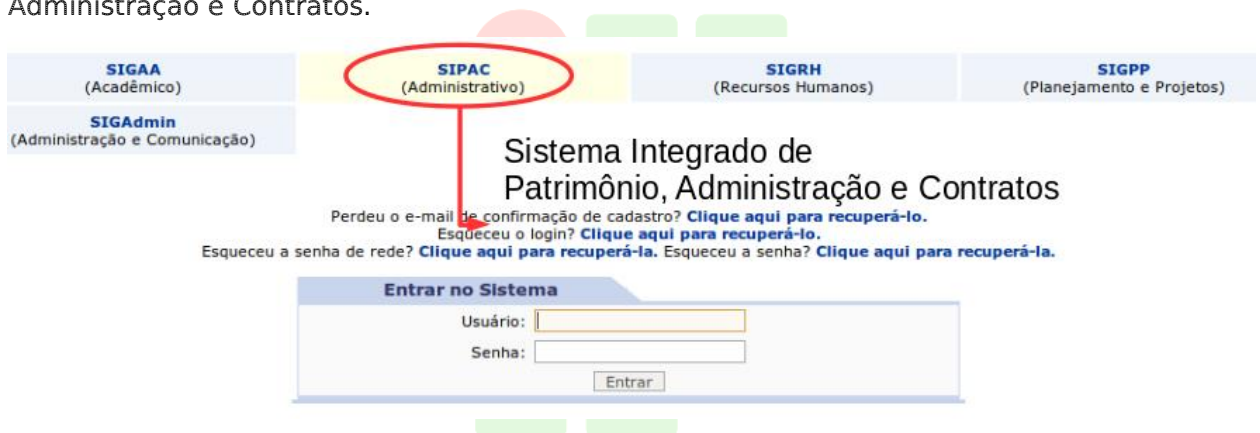 Administração e Contratos.
SIGAA
(Acadêmico)
SIPAC
(Administrativo)
SIGRH
(Recursos Humanos)
SIGPP
(Planejamento e Projetos)
SIGAdmin
(Administração e Comunicação)
Sistema Integrado de
Patrimônio, Administração e Contratos
Perdeu o e-mail de confirmação de cadastro? Clique aqui para recuperá-lo.
Esqueceu o login? Clique aqui para recuperá-lo.
Esqueceu a senha de rede? Clique aqui para recuperá-la. Esqueceu a senha? Clique aqui para recuperá-la.
Entrar no Sistema
Usuário:
Senha:
Entrar